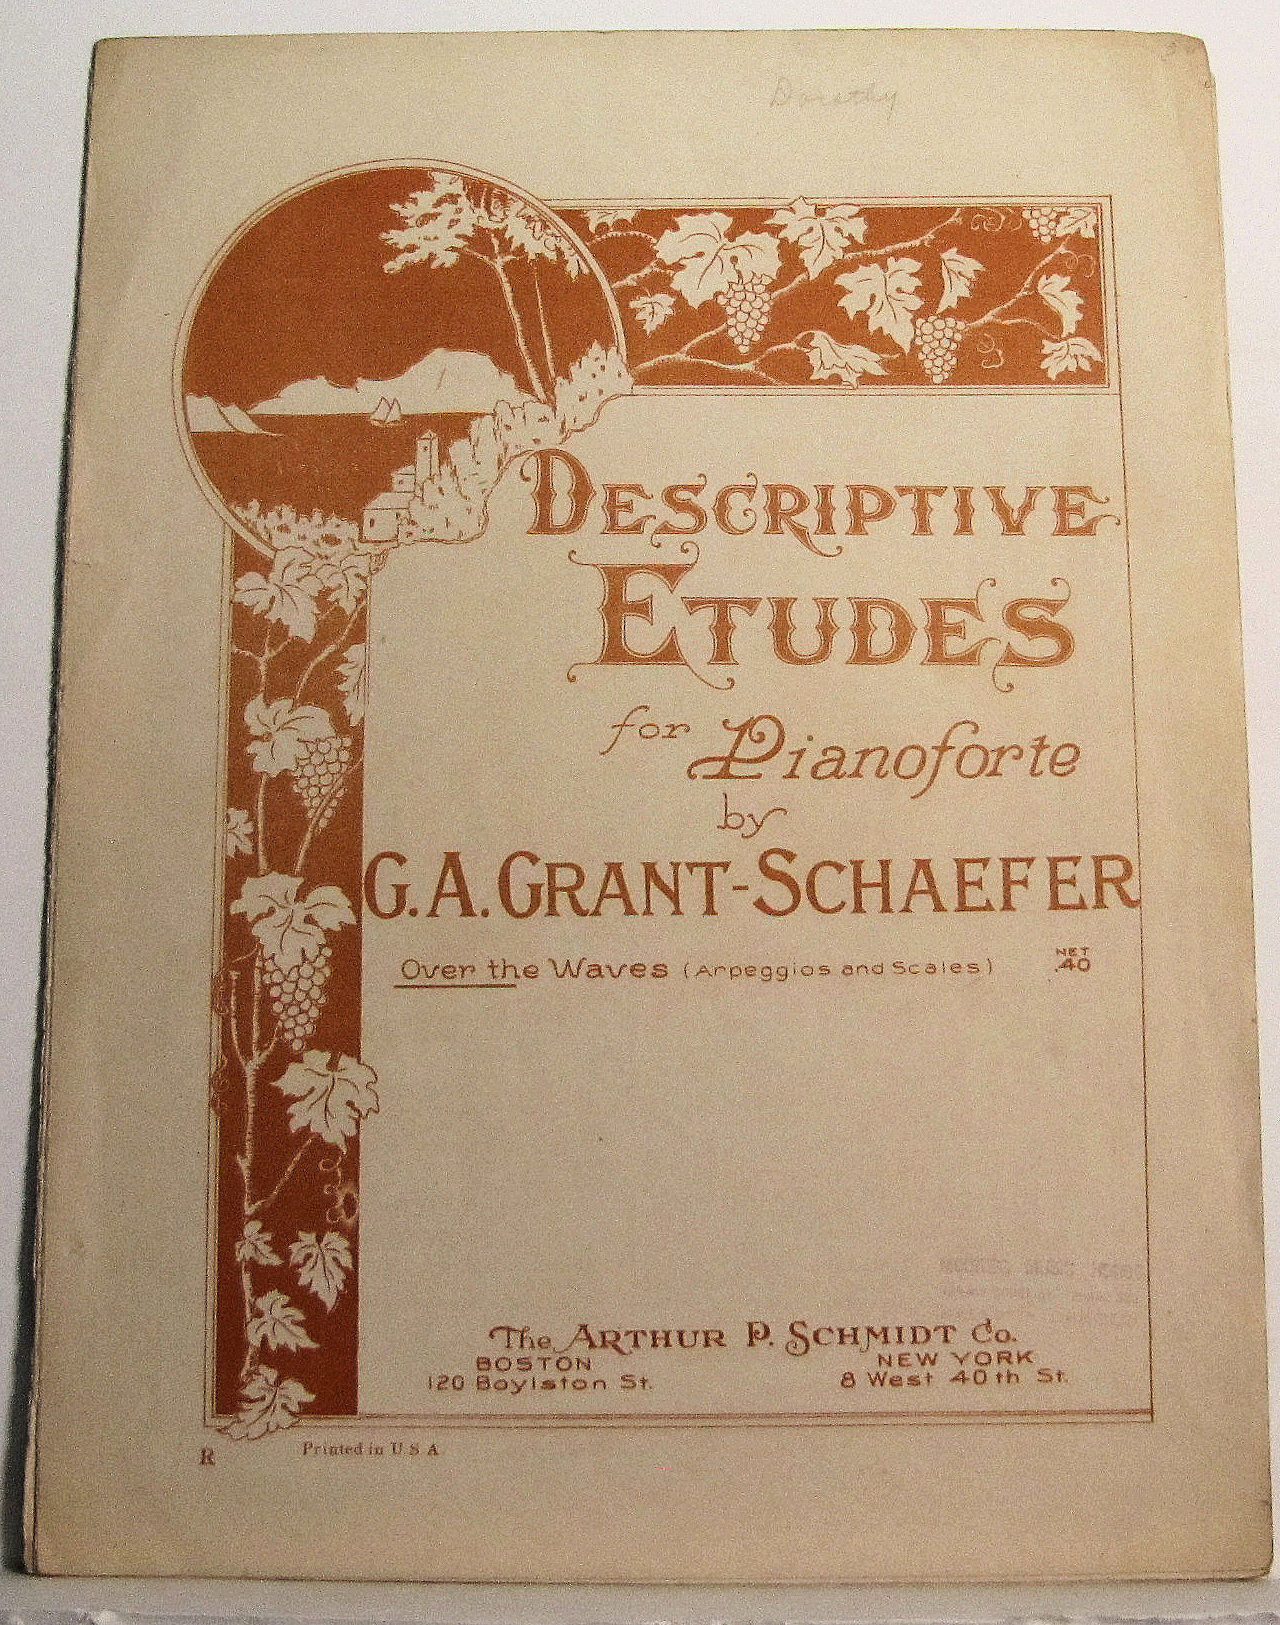 Dorothy
DESCRIPTIVE
ETUDES
for Pianoforte
by
G. A. GRANT-SCHAEFER
Over the Waves (Arpeggios and Scales) NET .40
The ARTHUR P. SCHMIDT Co.
BOSTON NEW YORK
120 Boylston St. 8 West 40th St.
R Printed in U S A